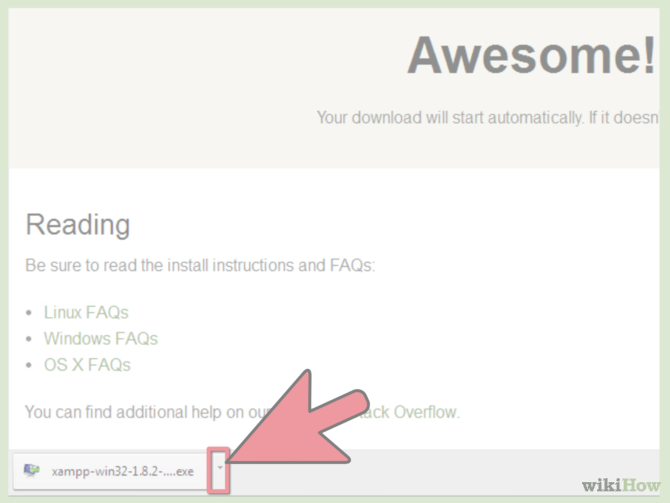 Awesome!
Your download will start automatically. If it doesn
Reading
Be sure to read the install instructions and FAQs:
• Linux FAQs
• Windows FAQs
• OS X FAQs
You can find additional help on our ack Overflow.
xampp-win32-1.8.2-....exe
wikiHow